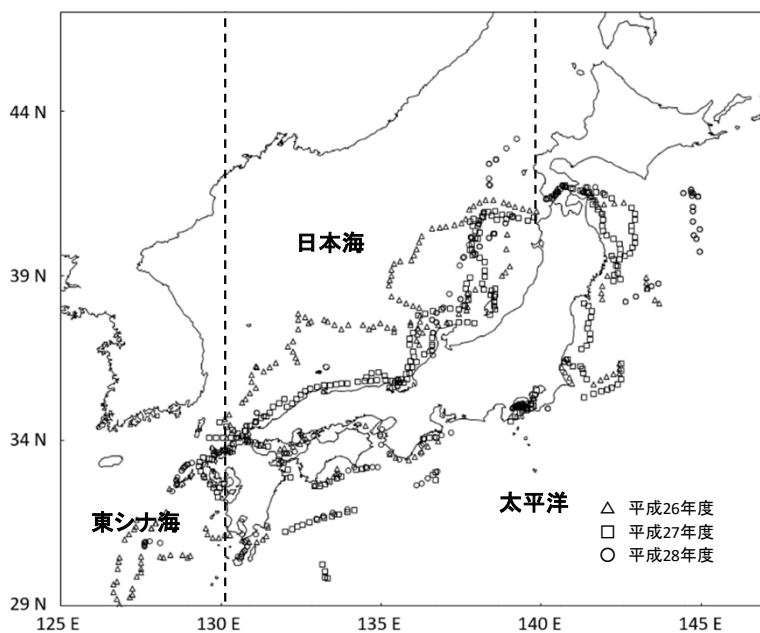 44 N
日本海
39 N
34 N
東シナ海
太平洋
△ 平成26年度
□ 平成27年度
○ 平成28年度
29 N
125 E
130 E
135 E
140 E
145 E